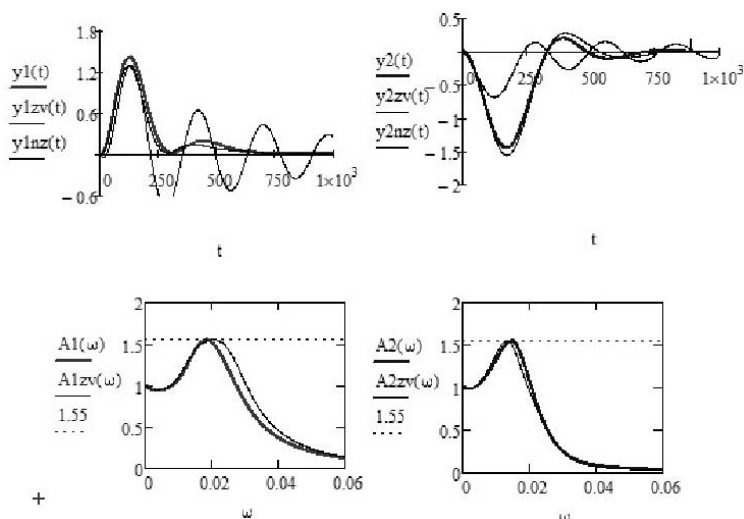 1.8
1.2
0.6
−0.6
y1(t)
y1zv(t)
y1nz(t)
0 250 500 750 1×10³
t
0.5
−0.5
−1
−1.5
−2
y2(t)
y2zv(t)
y2nz(t)
0 250 500 750 1×10³
t
2
1.5
1
0.5
0
A1(ω)
A1zv(ω)
1.55
0 0.02 0.04 0.06
ω
2
1.5
1
0.5
0
A2(ω)
A2zv(ω)
1.55
0 0.02 0.04 0.06
ω
+